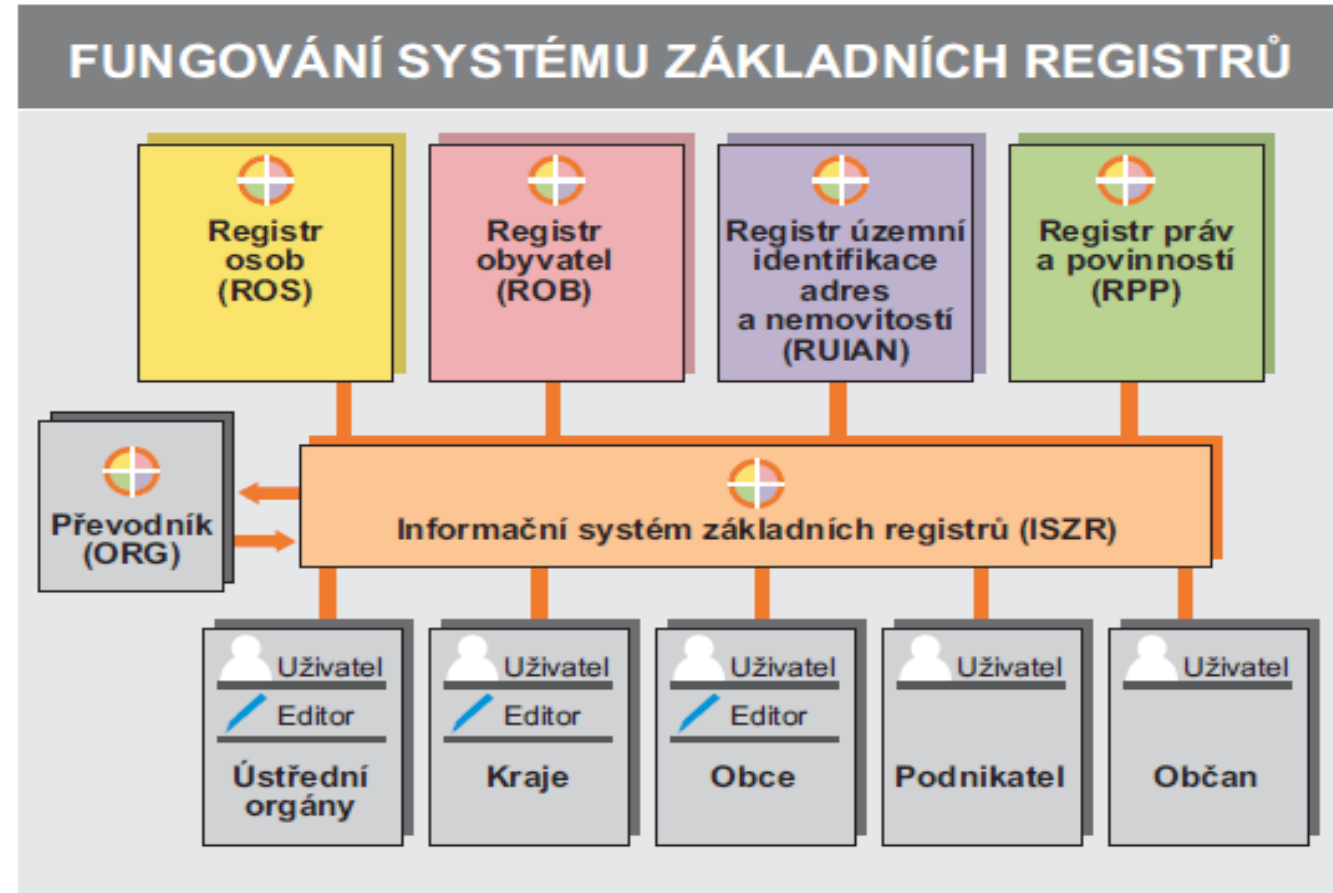 FUNGOVÁNÍ SYSTÉMU ZÁKLADNÍCH REGISTRŮ
Registr
osob
(ROS)
Registr
obyvatel
(ROB)
Registr územní
identifikace
adres
a nemovitostí
(RUIAN)
Registr práv
a povinností
(RPP)
Převodník
(ORG)
Informační systém základních registrů (ISZR)
Uživatel
Editor
Ústřední
orgány
Uživatel
Editor
Kraje
Uživatel
Editor
Obce
Uživatel
Podnikatel
Uživatel
Občan